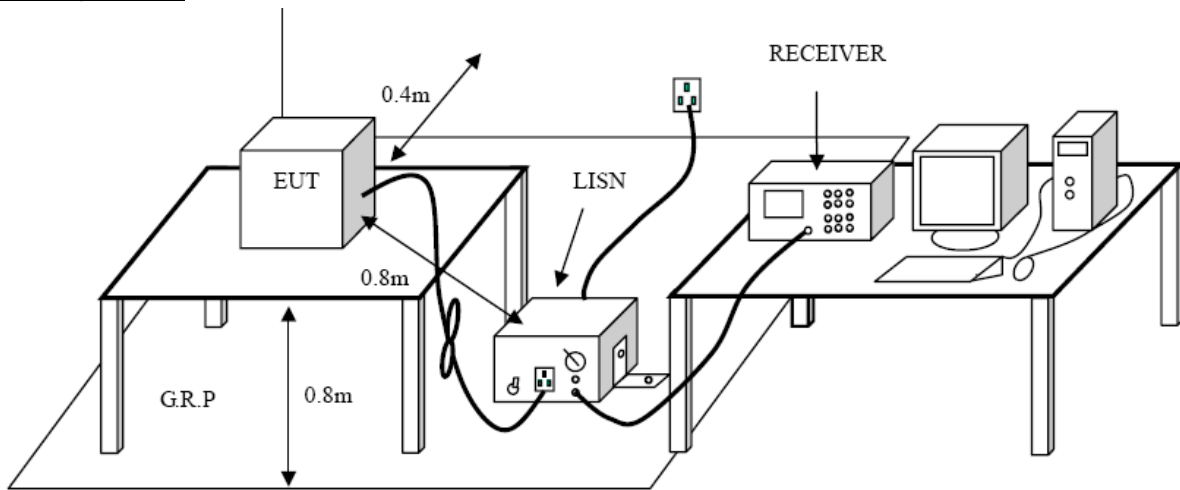 RECEIVER
0.4m
EUT
LISN
0.8m
G.R.P
0.8m